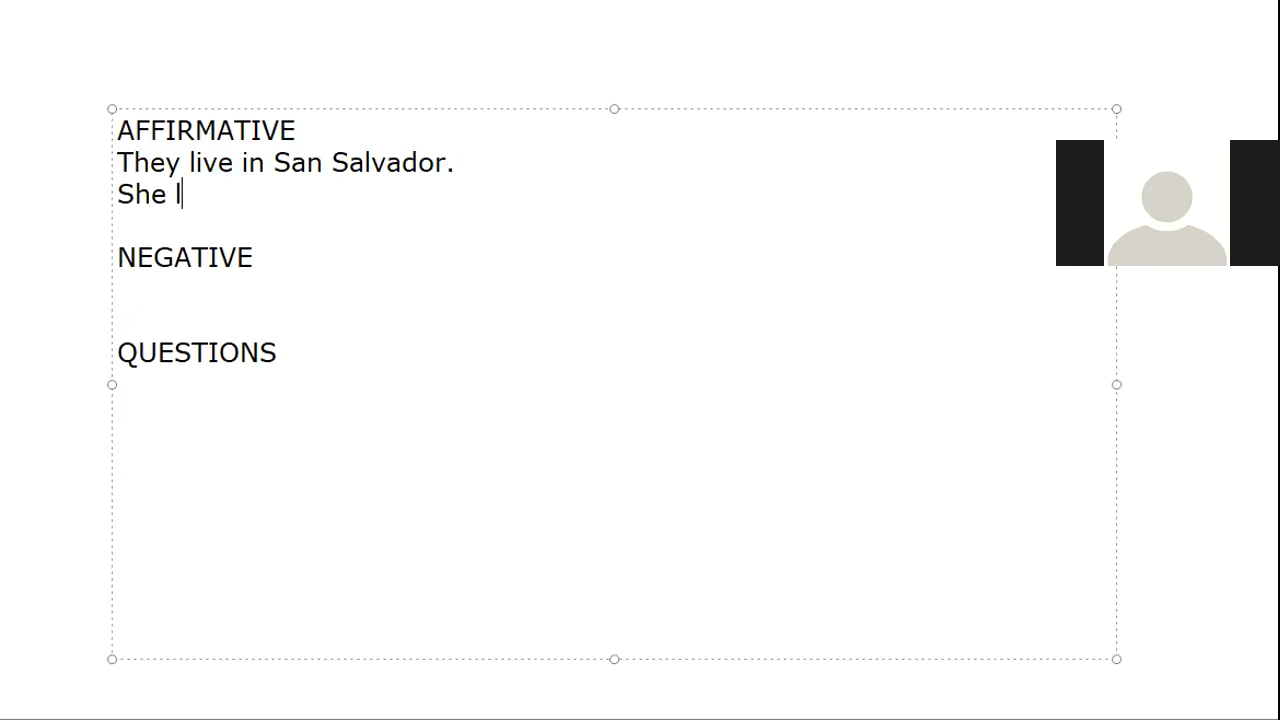 AFFIRMATIVE
They live in San Salvador.
She l
NEGATIVE
QUESTIONS